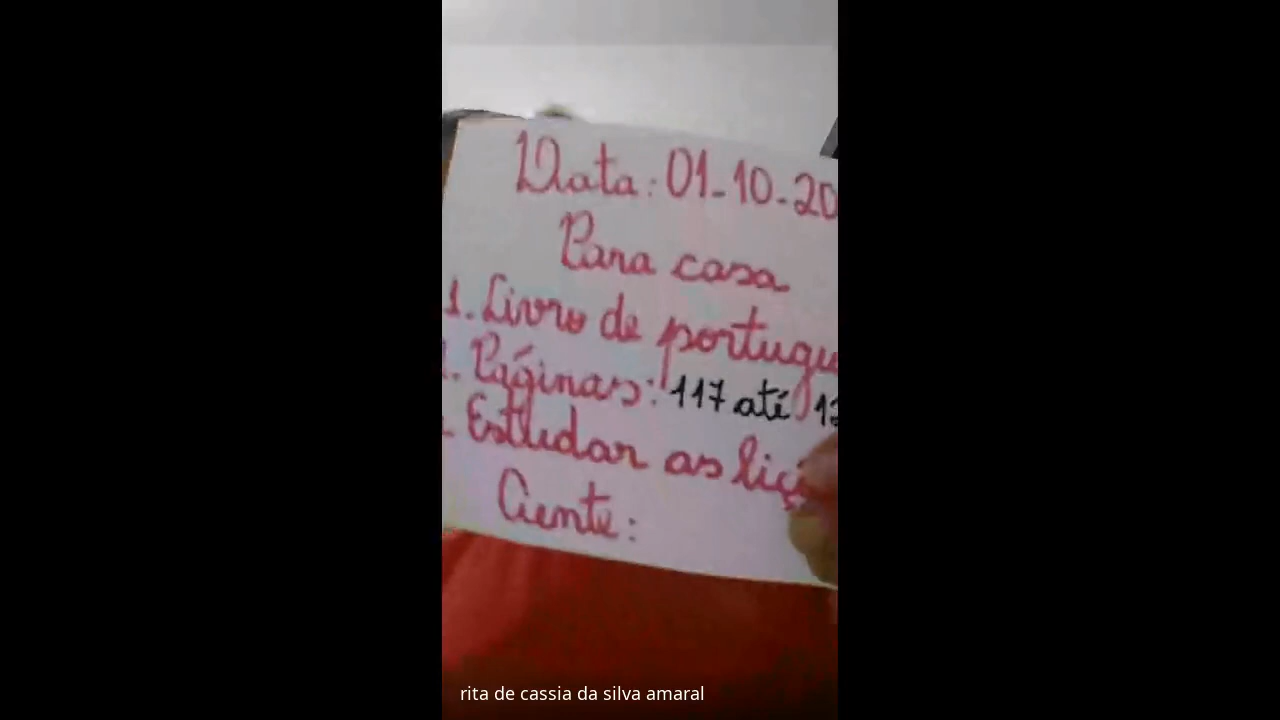 Data: 01-10-20
Para casa
1. Livro de portugu
. Páginas: 117 até 1
. Estudar as liç
Ciente:
rita de cassia da silva amaral